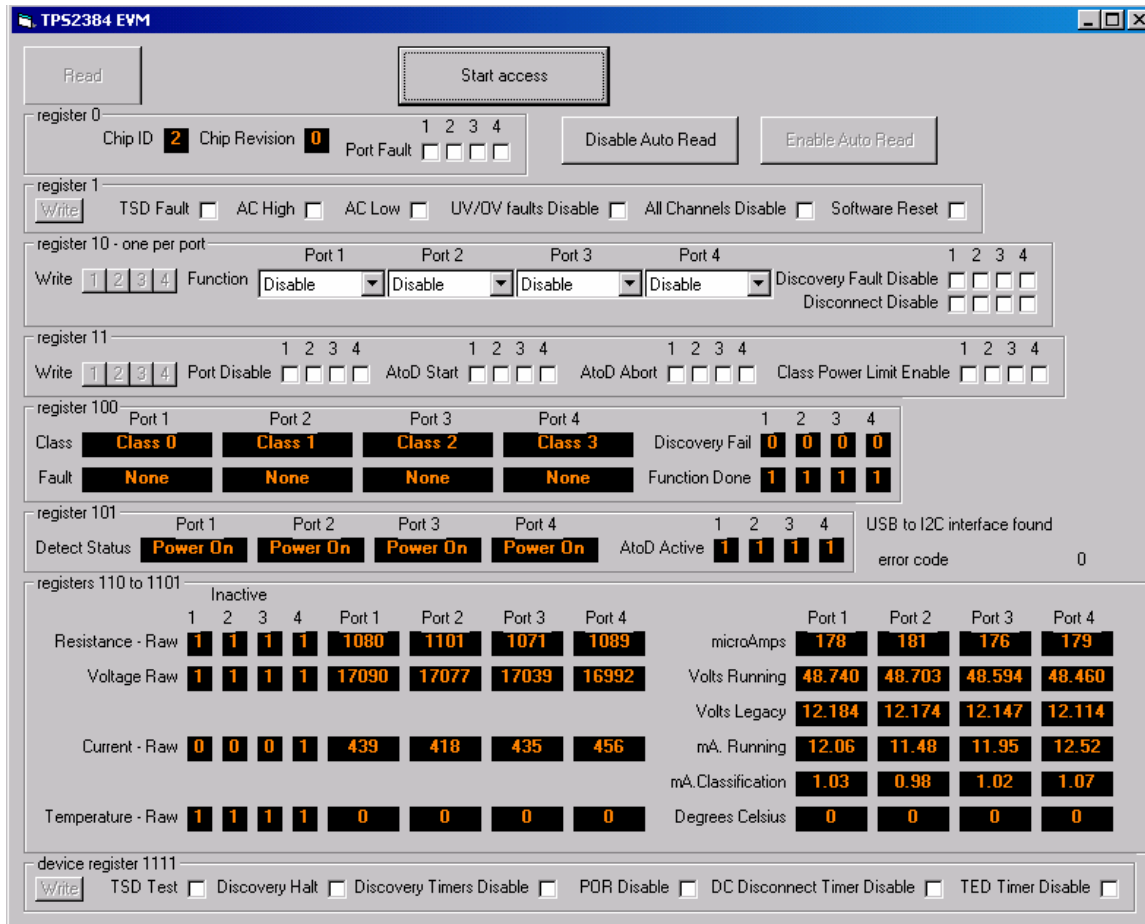 TPS2384 EVM
Read Start access
register 0
1 2 3 4
Chip ID 2 Chip Revision 0 Port Fault
Disable Auto Read Enable Auto Read
register 1
Write TSD Fault AC High AC Low UV/OV faults Disable All Channels Disable Software Reset
register 10 - one per port
Port 1 Port 2 Port 3 Port 4 1 2 3 4
Write 1 2 3 4 Function Disable Disable Disable Disable Discovery Fault Disable
Disconnect Disable
register 11
1 2 3 4 1 2 3 4 1 2 3 4 1 2 3 4
Write 1 2 3 4 Port Disable AtoD Start AtoD Abort Class Power Limit Enable
register 100
Port 1 Port 2 Port 3 Port 4 1 2 3 4
Class Class 0 Class 1 Class 2 Class 3 Discovery Fail 0 0 0 0
Fault None None None None Function Done 1 1 1 1
register 101
Port 1 Port 2 Port 3 Port 4 1 2 3 4 USB to I2C interface found
Detect Status Power On Power On Power On Power On AtoD Active 1 1 1 1 error code 0
registers 110 to 1101
Inactive
1 2 3 4 Port 1 Port 2 Port 3 Port 4 Port 1 Port 2 Port 3 Port 4
Resistance - Raw 1 1 1 1 1080 1101 1071 1089 microAmps 178 181 176 179
Voltage Raw 1 1 1 1 17090 17077 17039 16992 Volts Running 48.740 48.703 48.594 48.460
Volts Legacy 12.184 12.174 12.147 12.114
Current - Raw 0 0 0 1 439 418 435 456 mA. Running 12.06 11.48 11.95 12.52
mA.Classification 1.03 0.98 1.02 1.07
Temperature - Raw 1 1 1 1 0 0 0 0 Degrees Celsius 0 0 0 0
device register 1111
Write TSD Test Discovery Halt Discovery Timers Disable POR Disable DC Disconnect Timer Disable TED Timer Disable